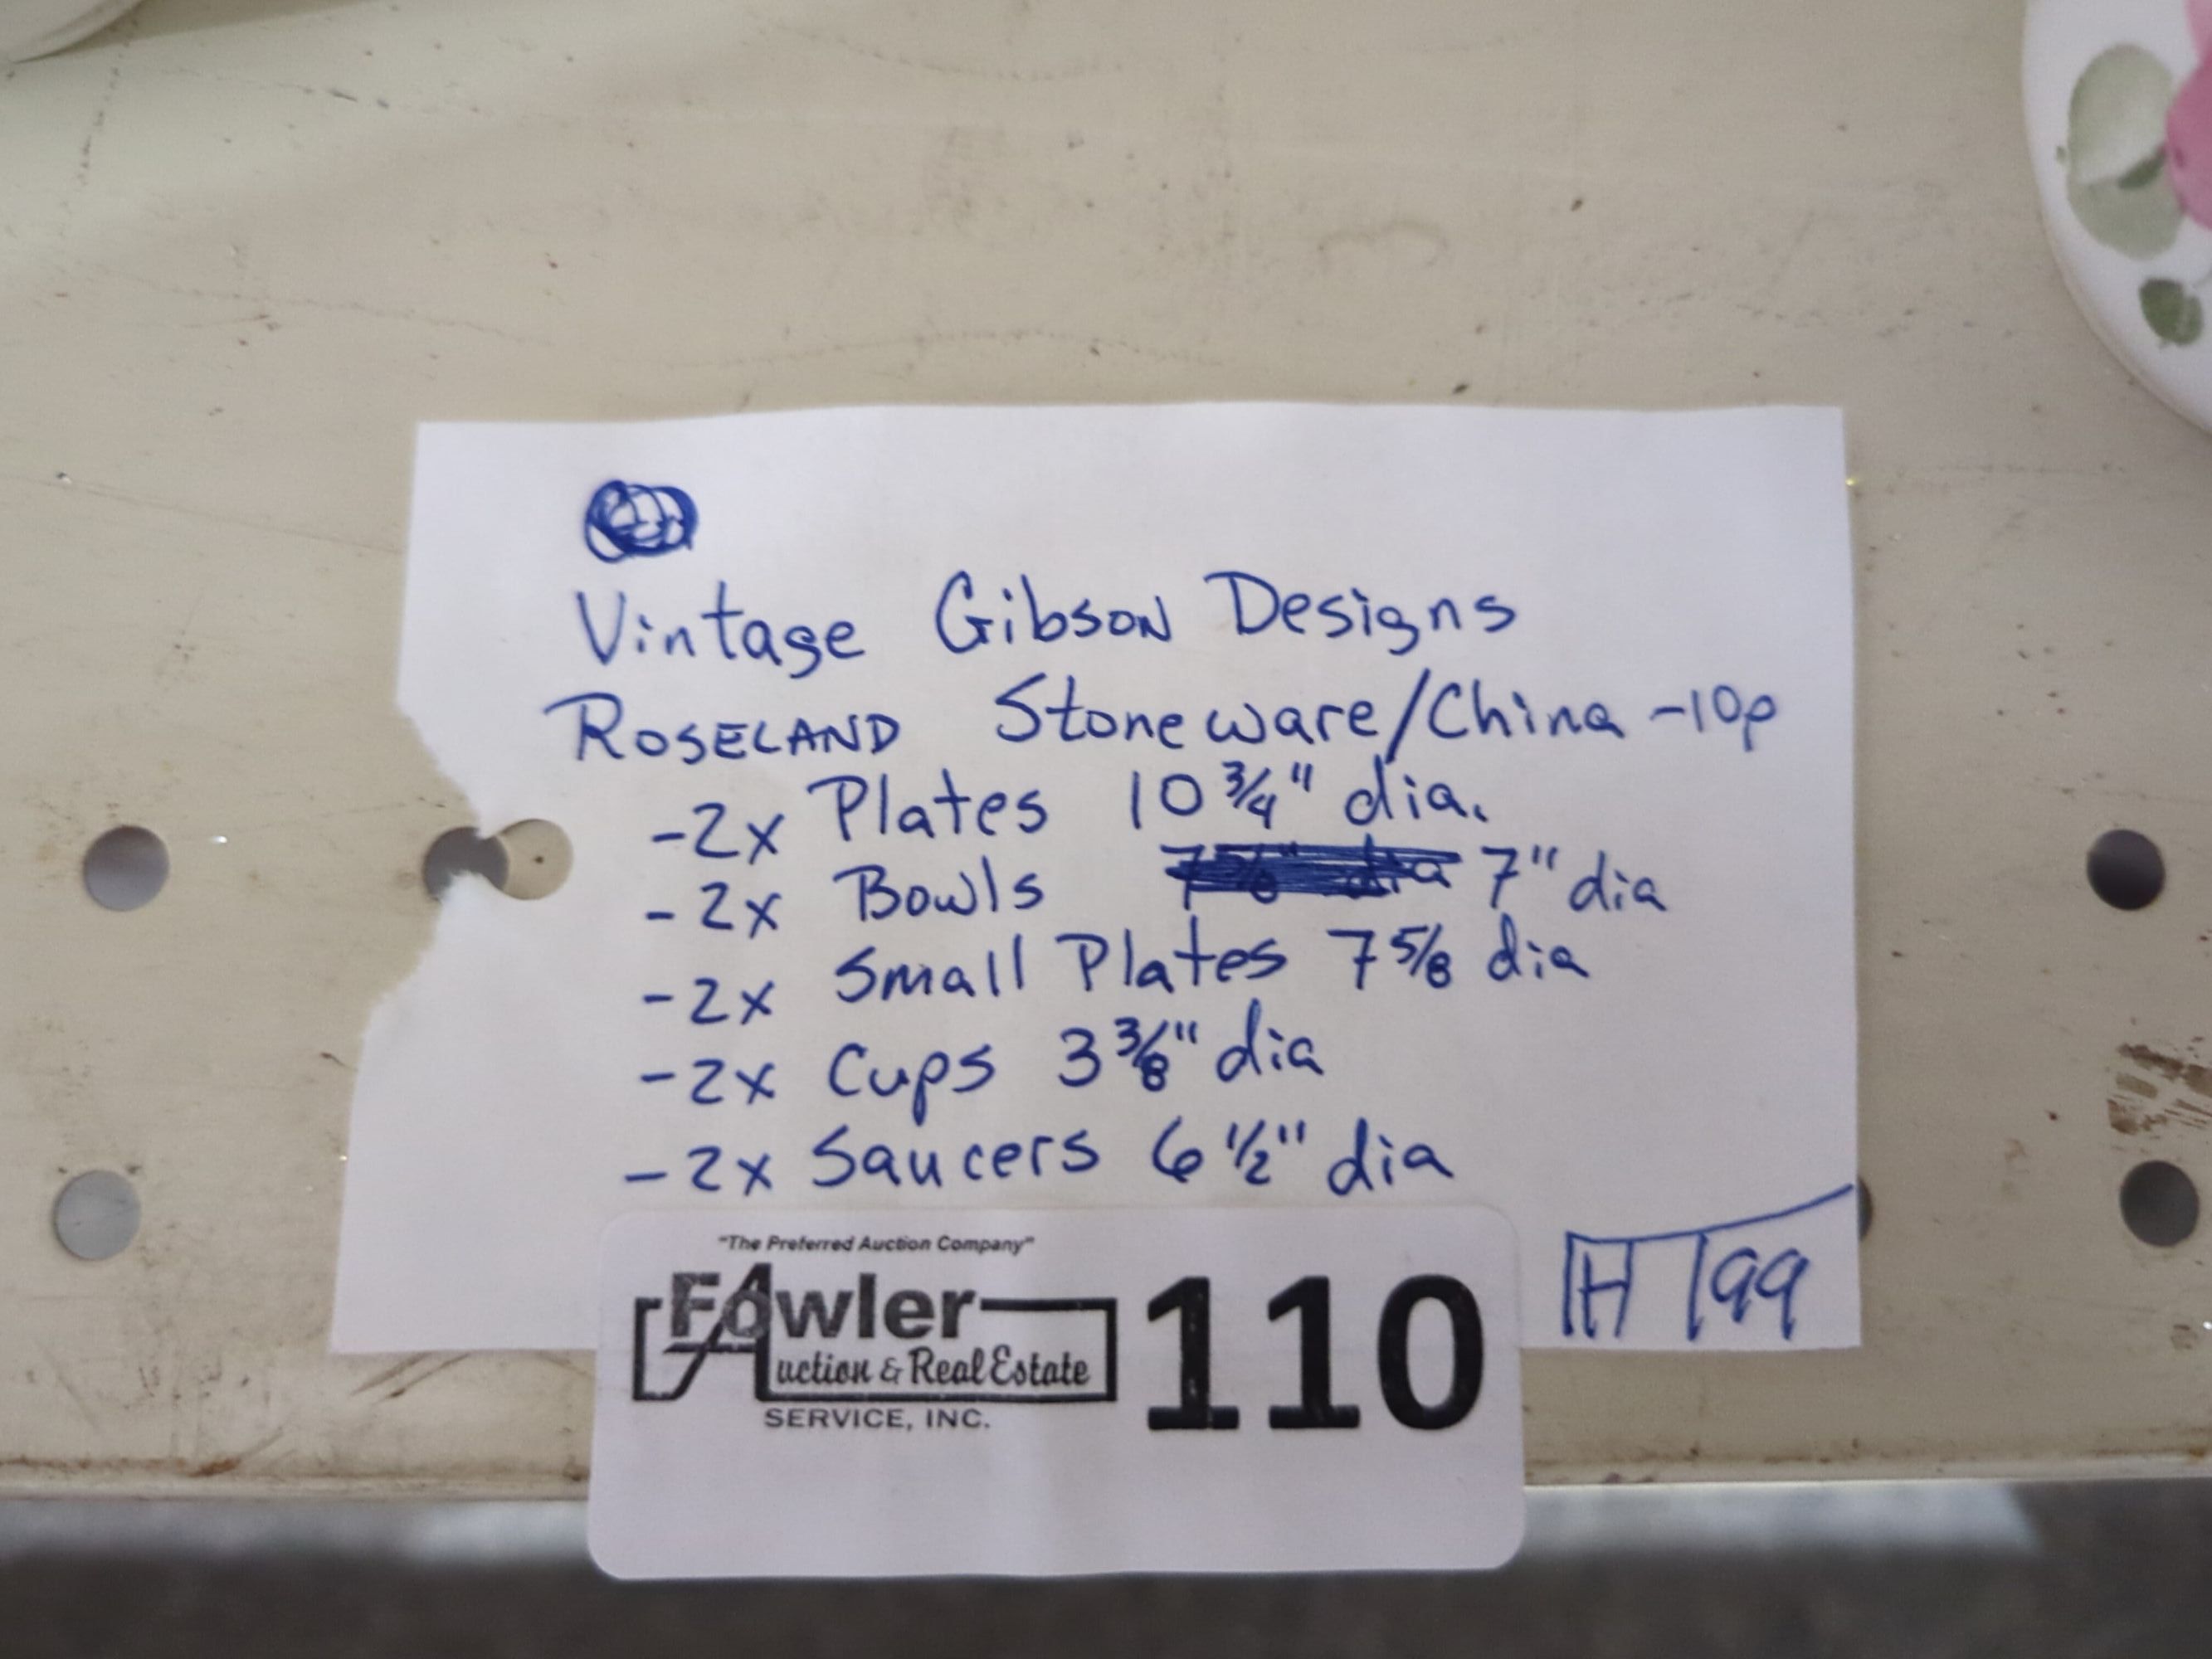 Vintage Gibson Designs
ROSELAND Stoneware/China -10p
-2x Plates 10 3/4" dia.
-2x Bowls 7" dia
-2x Small Plates 7 5/8 dia
-2x Cups 3 3/8" dia
-2x Saucers 6 1/2" dia
H 199
"The Preferred Auction Company"
Fowler
Auction & Real Estate
SERVICE, INC.
110